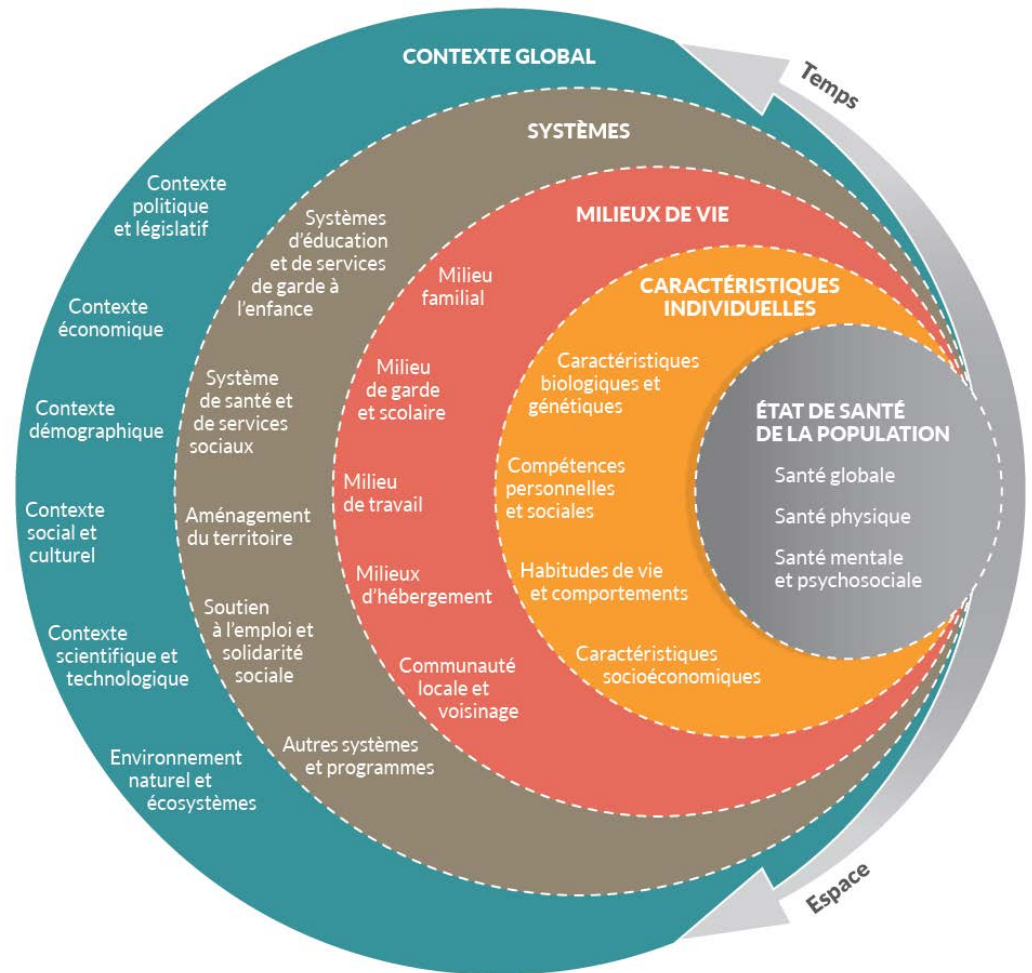 CONTEXTE GLOBAL
Contexte
politique
et législatif
Contexte
économique
Contexte
démographique
Contexte
social et
culturel
Contexte
scientifique et
technologique
Environnement
naturel et
écosystèmes
SYSTÈMES
Systèmes
d'éducation
et de services
de garde à
l'enfance
Système
de santé et
de services
sociaux
Aménagement
du territoire
Soutien
à l'emploi et
solidarité
sociale
Autres systèmes
et programmes
MILIEUX DE VIE
Milieu
familial
Milieu
de garde
et scolaire
Milieu
de travail
Milieux
d'hébergement
Communauté
locale et
voisinage
CARACTÉRISTIQUES
INDIVIDUELLES
Caractéristiques
biologiques et
génétiques
Compétences
personnelles
et sociales
Habitudes de vie
et comportements
Caractéristiques
socioéconomiques
ÉTAT DE SANTÉ
DE LA POPULATION
Santé globale
Santé physique
Santé mentale
et psychosociale
Temps
Espace